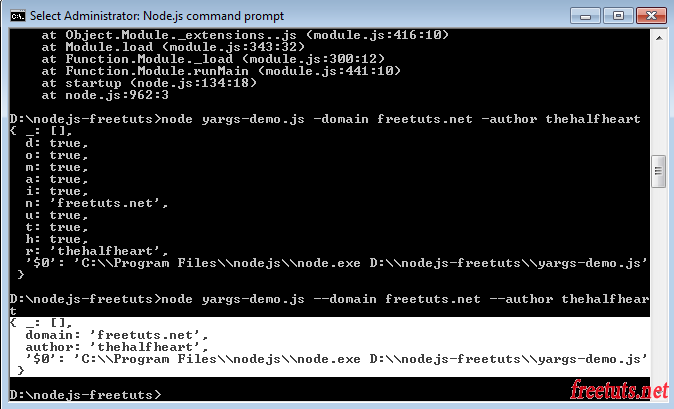 Select Administrator: Node.js command prompt
at Object.Module._extensions..js (module.js:416:10)
at Module.load (module.js:343:32)
at Function.Module._load (module.js:300:12)
at Function.Module.runMain (module.js:441:10)
at startup (node.js:134:18)
at node.js:962:3
D:\nodejs-freetuts>node yargs-demo.js -domain freetuts.net -author thehalfheart
{ _: [],
d: true,
o: true,
m: true,
a: true,
i: true,
n: 'freetuts.net',
u: true,
t: true,
h: true,
r: 'thehalfheart',
'$0': 'C:\\Program Files\\nodejs\\node.exe D:\\nodejs-freetuts\\yargs-demo.js'
}
D:\nodejs-freetuts>node yargs-demo.js --domain freetuts.net --author thehalfhear
t
{ _: [],
domain: 'freetuts.net',
author: 'thehalfheart',
'$0': 'C:\\Program Files\\nodejs\\node.exe D:\\nodejs-freetuts\\yargs-demo.js'
}
D:\nodejs-freetuts>
freetuts.net